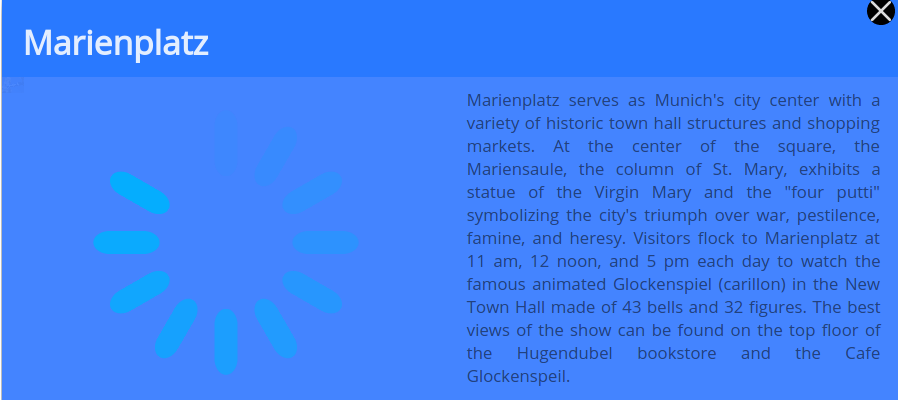 Marienplatz
Marienplatz serves as Munich's city center with a
variety of historic town hall structures and shopping
markets. At the center of the square, the
Mariensaule, the column of St. Mary, exhibits a
statue of the Virgin Mary and the "four putti"
symbolizing the city's triumph over war, pestilence,
famine, and heresy. Visitors flock to Marienplatz at
11 am, 12 noon, and 5 pm each day to watch the
famous animated Glockenspiel (carillon) in the New
Town Hall made of 43 bells and 32 figures. The best
views of the show can be found on the top floor of
the Hugendubel bookstore and the Cafe
Glockenspeil.